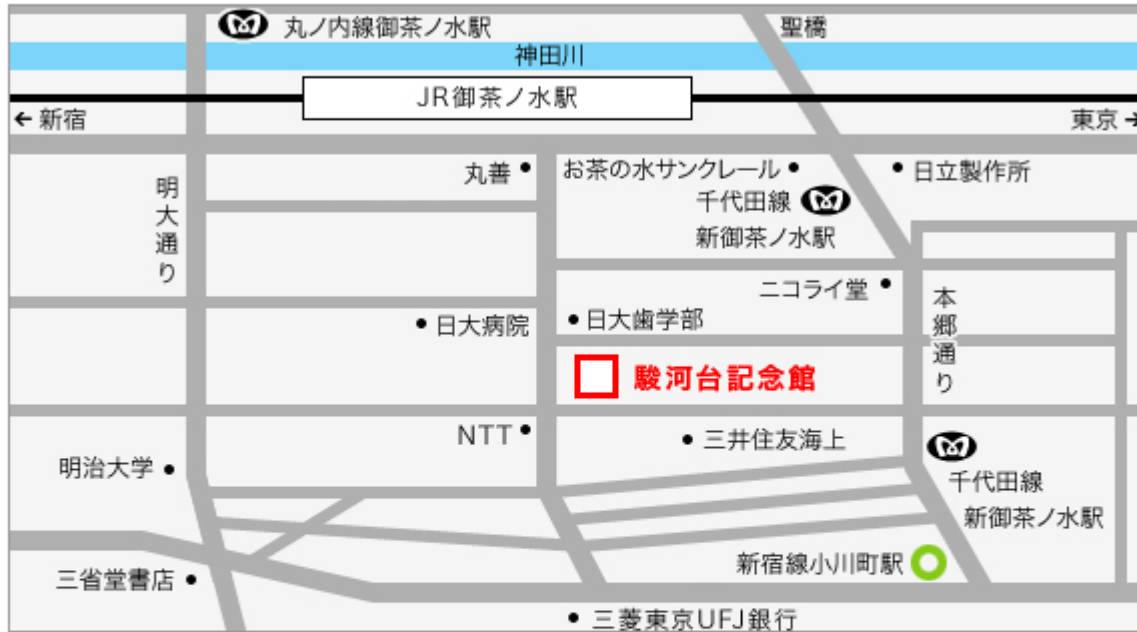 丸ノ内線御茶ノ水駅
聖橋
神田川
JR御茶ノ水駅
← 新宿
東京 →
丸善
お茶の水サンクレール
日立製作所
千代田線
新御茶ノ水駅
明大通り
ニコライ堂
本郷通り
日大病院
日大歯学部
駿河台記念館
NTT
三井住友海上
明治大学
千代田線
新御茶ノ水駅
新宿線小川町駅
三省堂書店
三菱東京UFJ銀行